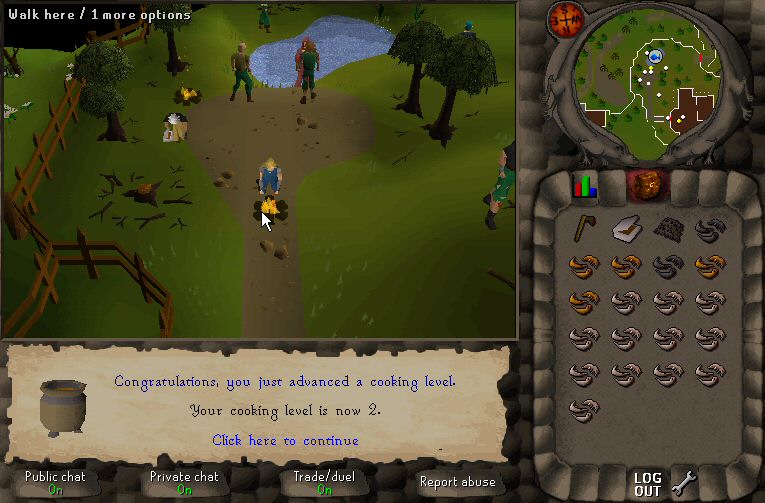 Walk here / 1 more options
S
E W
Congratulations, you just advanced a cooking level.
Your cooking level is now 2.
Click here to continue
Public chat
On
Private chat
On
Trade/duel
On
Report abuse
LOG
OUT